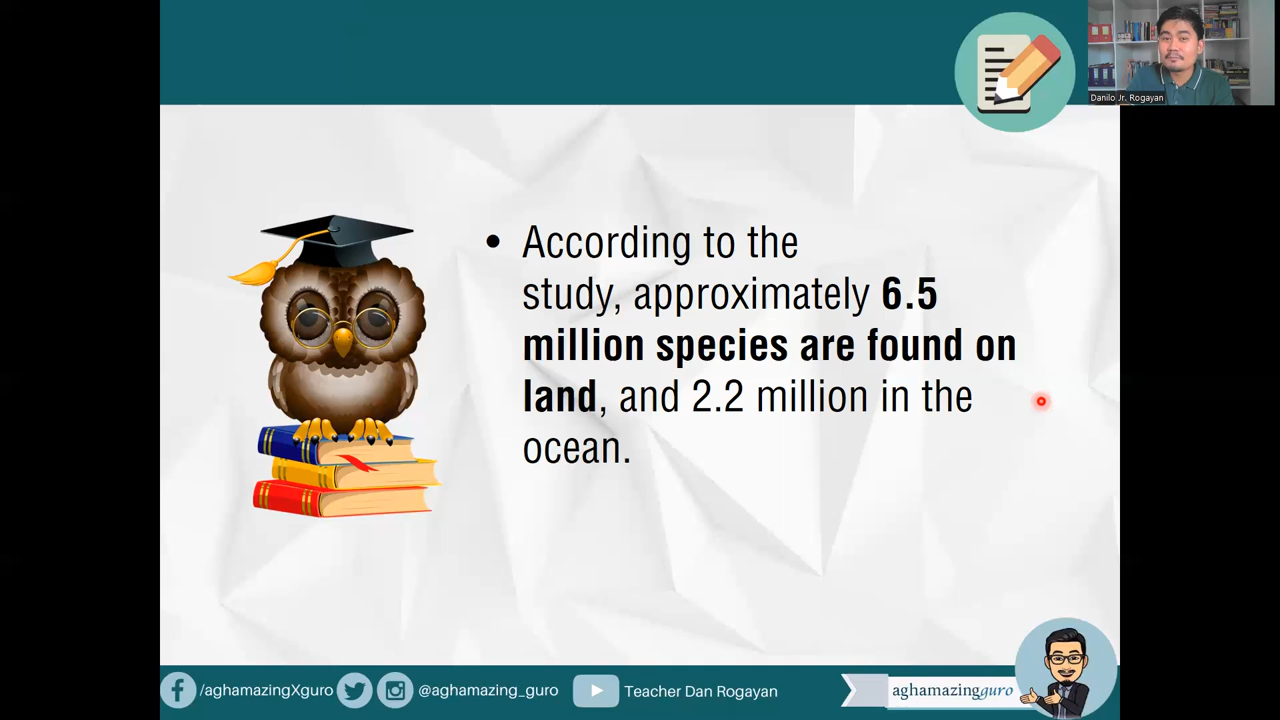 Danilo Jr. Rogayan
• According to the
study, approximately 6.5
million species are found on
land, and 2.2 million in the
ocean.
/aghamazingXguro
@aghamazing_guro
Teacher Dan Rogayan
aghamazingguro